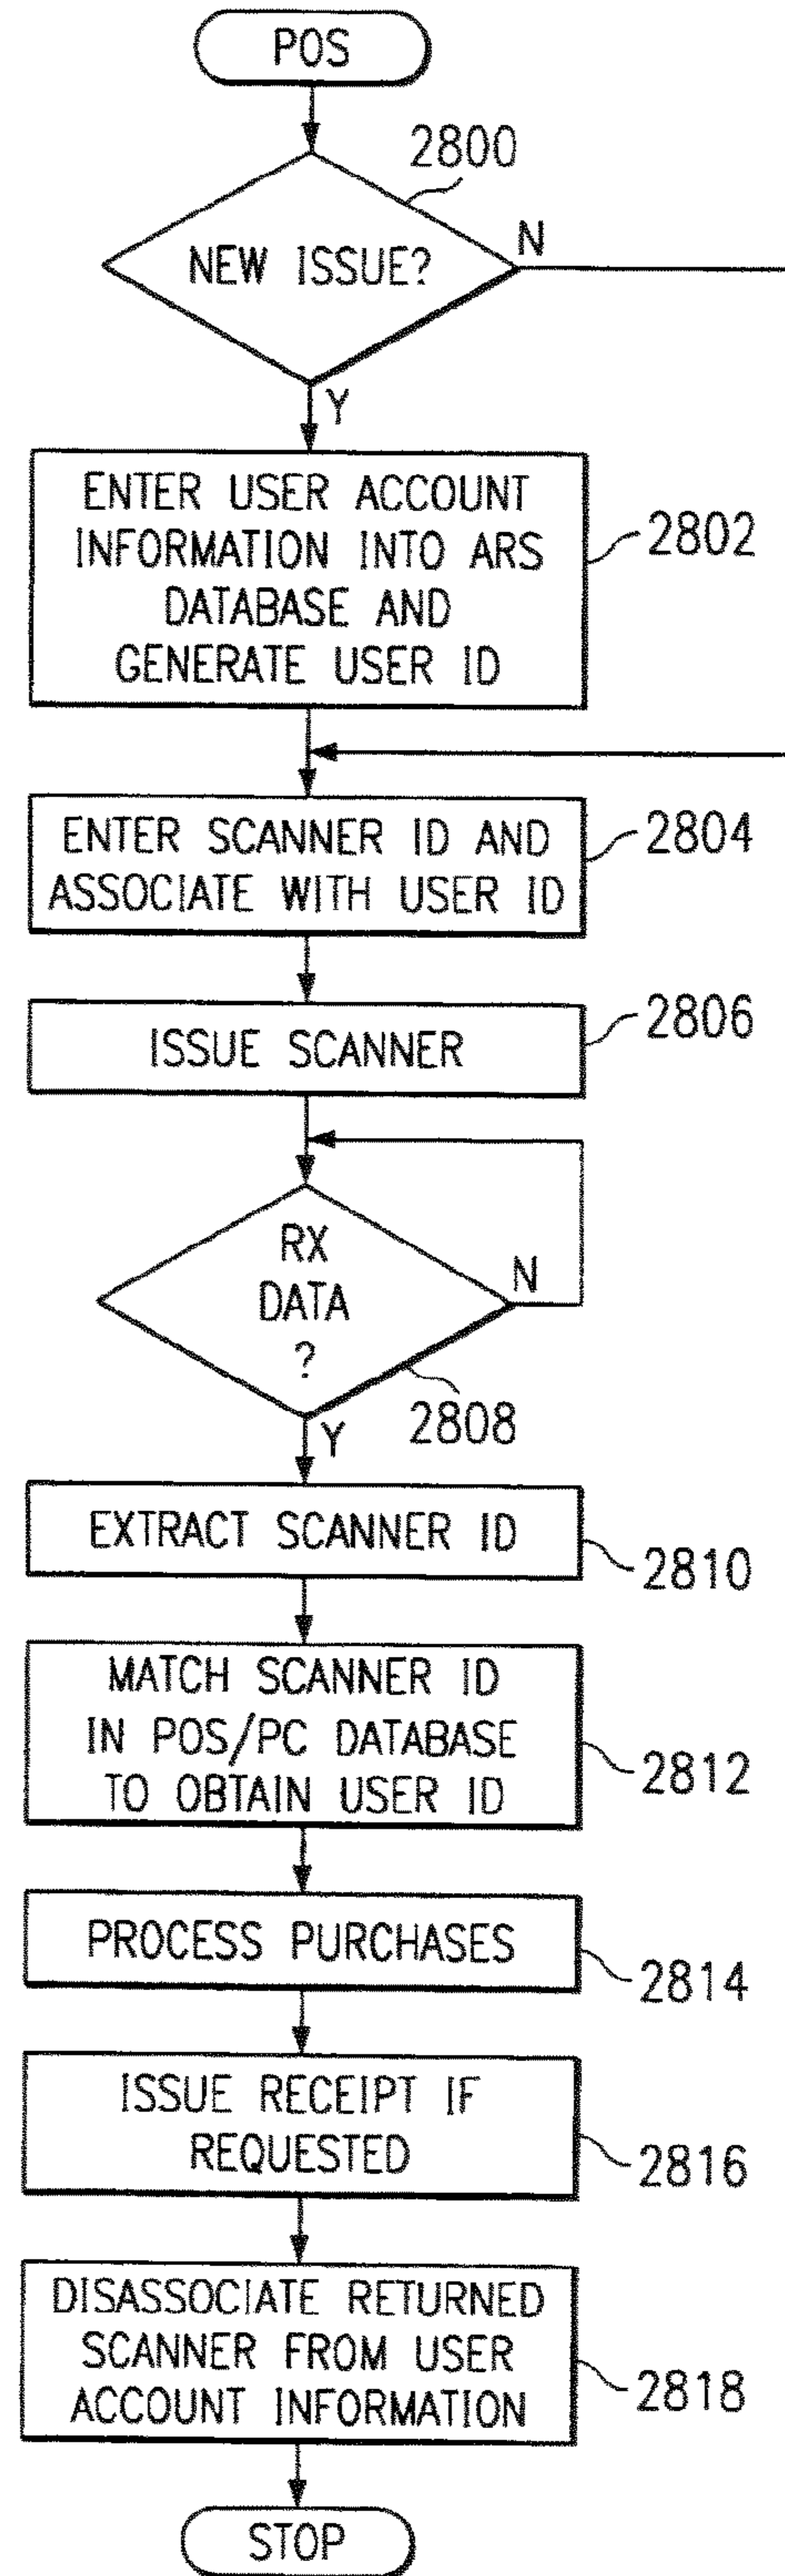 POS
2800
NEW ISSUE?
N
Y
ENTER USER ACCOUNT
INFORMATION INTO ARS
DATABASE AND
GENERATE USER ID
2802
ENTER SCANNER ID AND
ASSOCIATE WITH USER ID
2804
ISSUE SCANNER
2806
RX
DATA
?
N
2808
Y
EXTRACT SCANNER ID
2810
MATCH SCANNER ID
IN POS/PC DATABASE
TO OBTAIN USER ID
2812
PROCESS PURCHASES
2814
ISSUE RECEIPT IF
REQUESTED
2816
DISASSOCIATE RETURNED
SCANNER FROM USER
ACCOUNT INFORMATION
2818
STOP